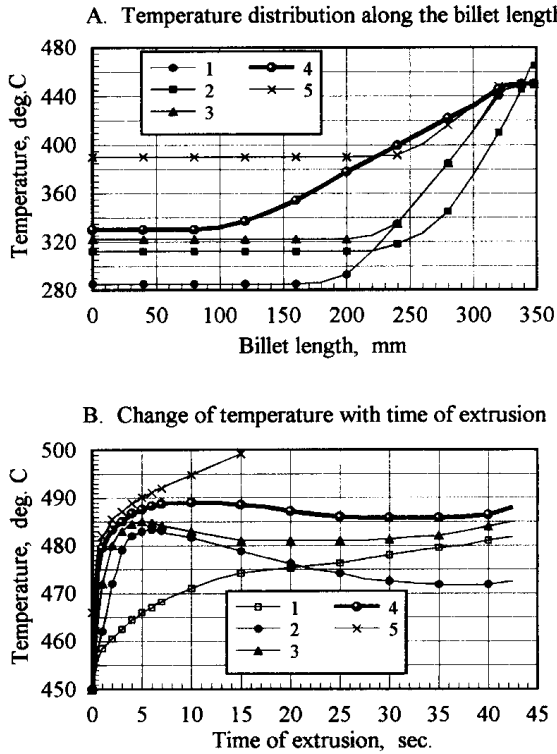 A. Temperature distribution along the billet length
Temperature, deg.C
480
440
400
360
320
280
1 4
2 5
3
0 50 100 150 200 250 300 350
Billet length, mm
B. Change of temperature with time of extrusion
Temperature, deg. C
500
490
480
470
460
450
1 4
2 5
3
0 5 10 15 20 25 30 35 40 45
Time of extrusion, sec.